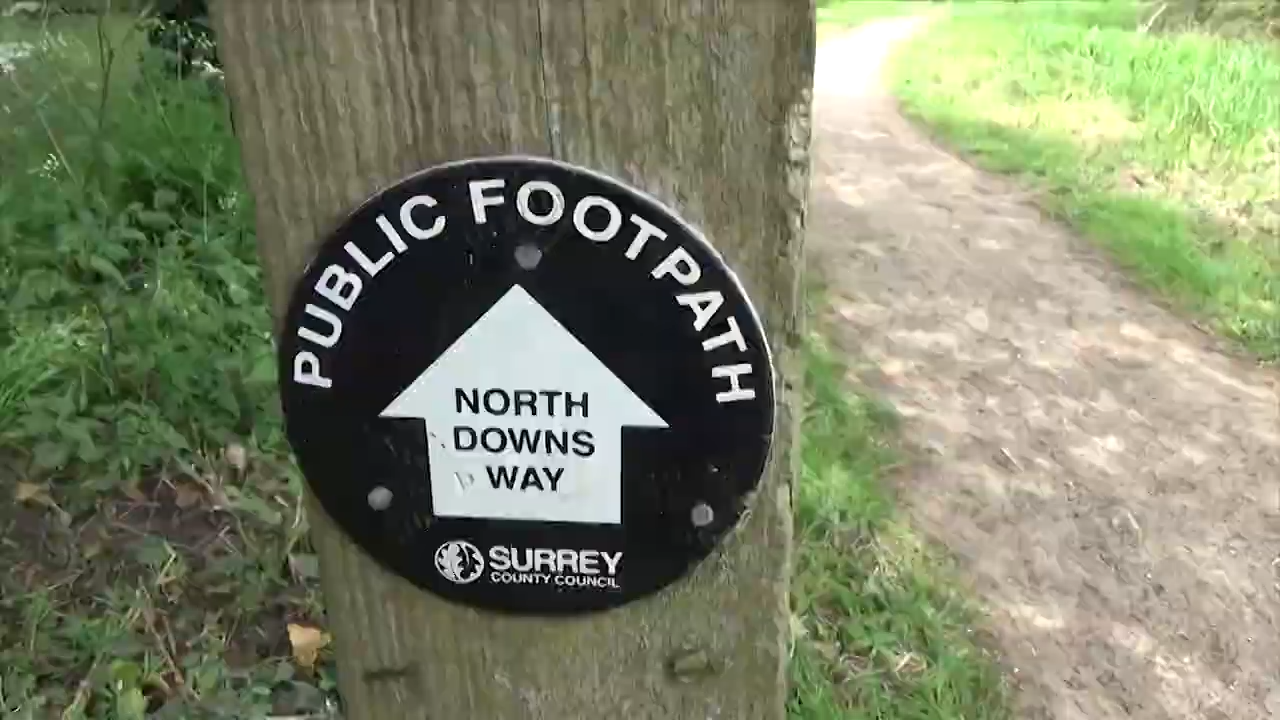 PUBLIC FOOTPATH
NORTH
DOWNS
WAY
SURREY
COUNTY COUNCIL